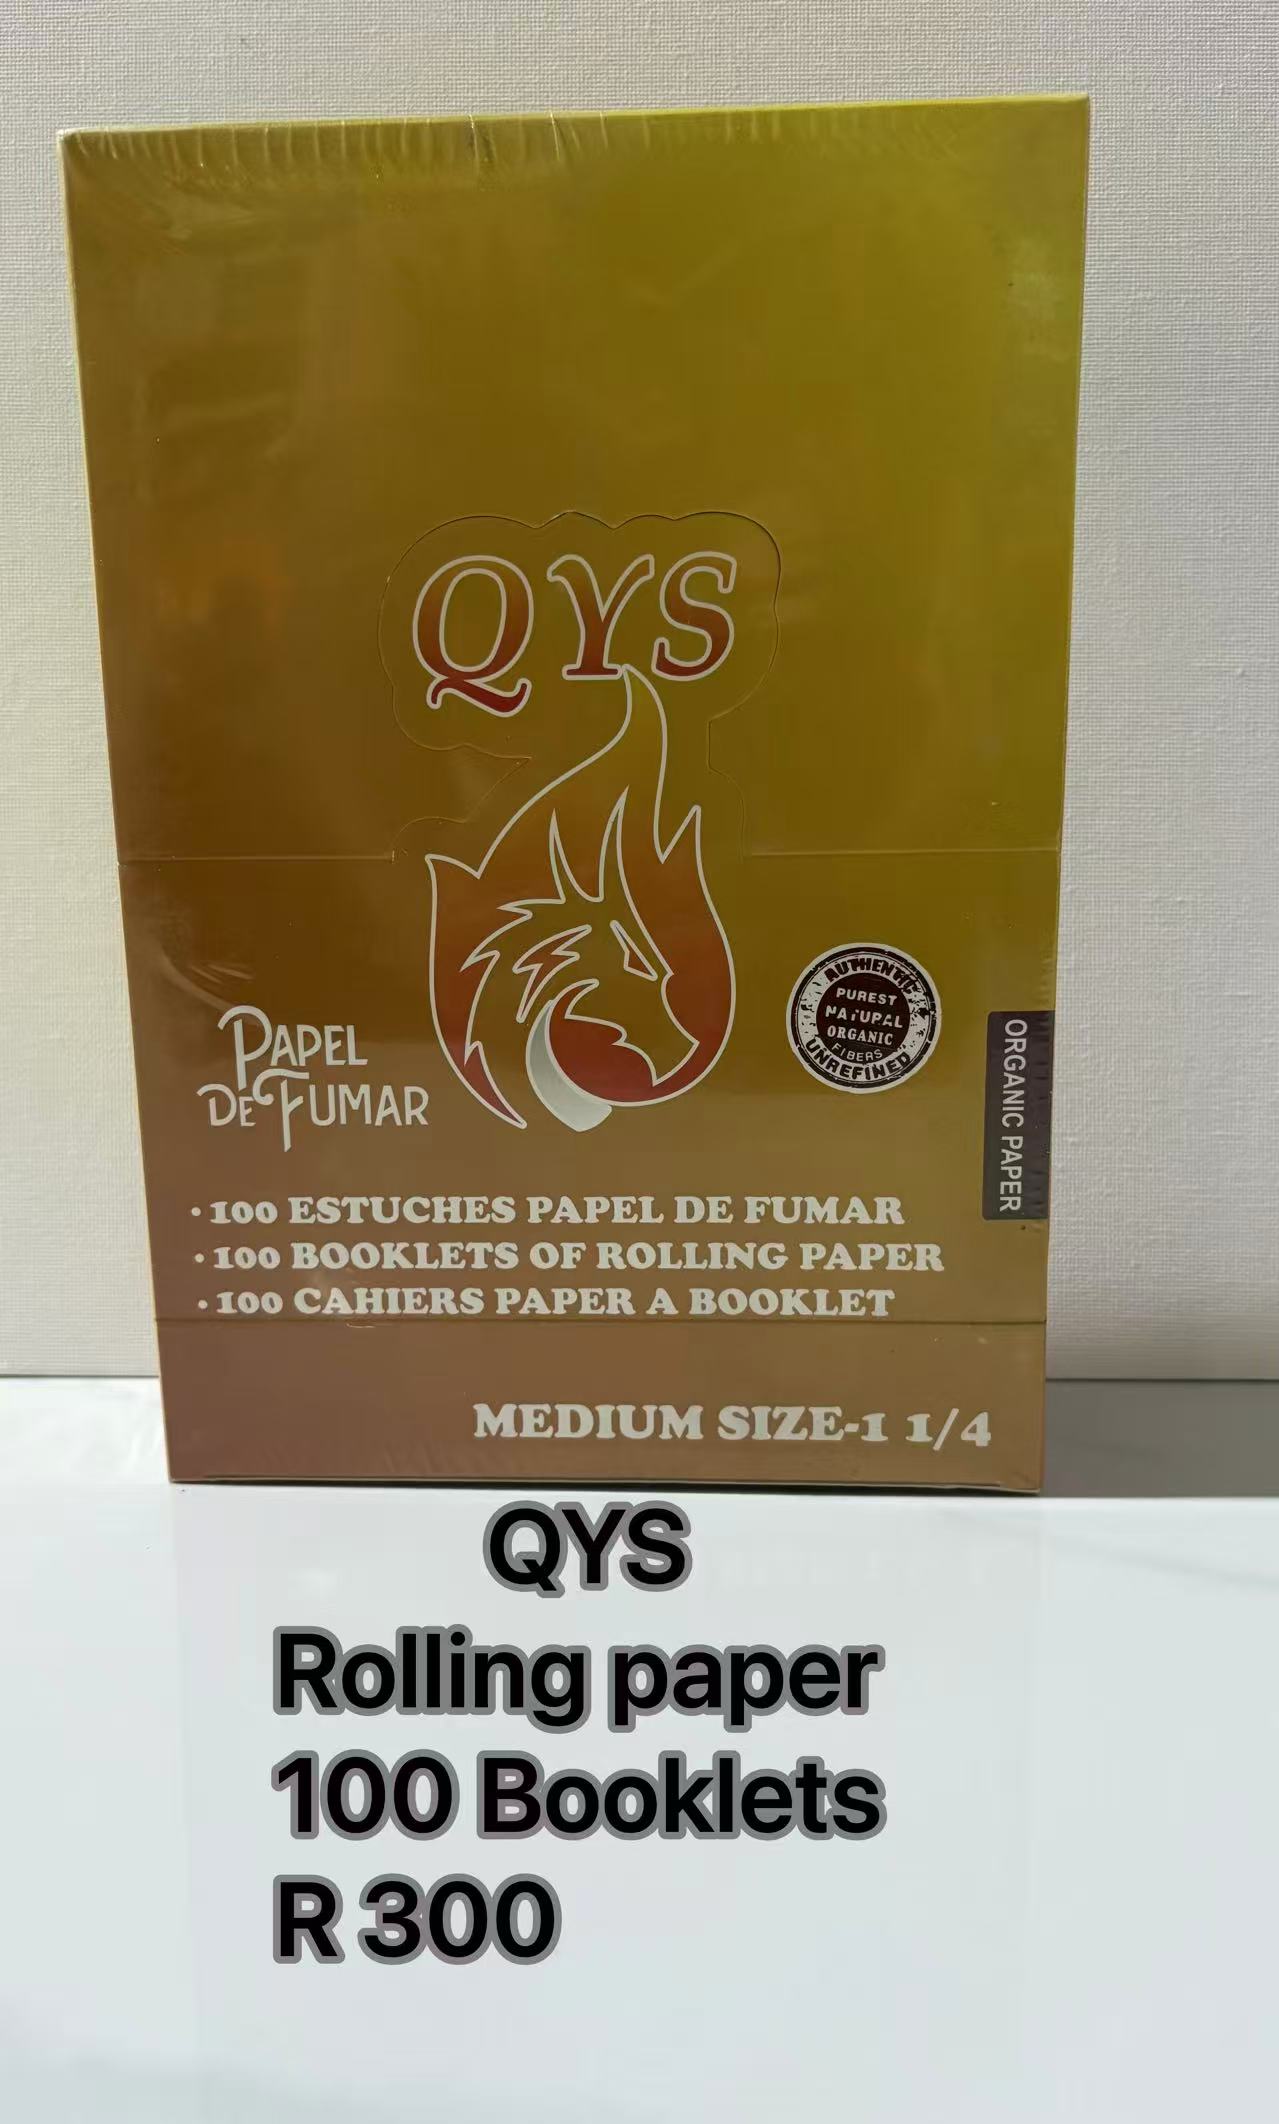 QYS
PAPEL
DE FUMAR
AUTHENTIC
PUREST
NATURAL
ORGANIC
FIBERS
UNREFINED
ORGANIC PAPER
• 100 ESTUCHES PAPEL DE FUMAR
• 100 BOOKLETS OF ROLLING PAPER
• 100 CAHIERS PAPER A BOOKLET
MEDIUM SIZE-1 1/4
QYS
Rolling paper
100 Booklets
R 300